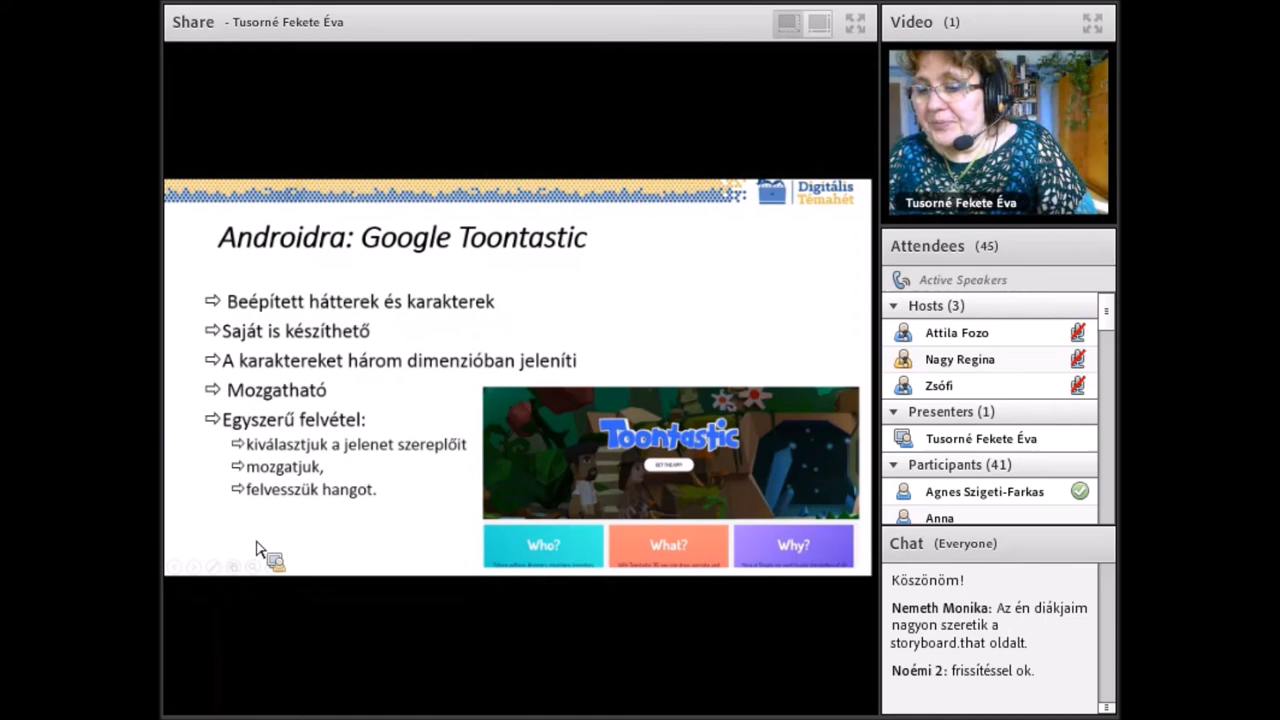 Share - Tusorné Fekete Éva
Digitális
Témahét
Androidra: Google Toontastic
⇨ Beépített hátterek és karakterek
⇨Saját is készíthető
⇨A karaktereket három dimenzióban jeleníti
⇨ Mozgatható
⇨Egyszerű felvétel:
⇨kiválasztjuk a jelenet szereplőit
⇨mozgatjuk,
⇨felvesszük hangot.
Toontastic
GET THE APP!
Who?
What?
Why?
Video (1)
Tusorné Fekete Éva
Attendees (45)
Active Speakers
Hosts (3)
Attila Fozo
Nagy Regina
Zsófi
Presenters (1)
Tusorné Fekete Éva
Participants (41)
Agnes Szigeti-Farkas
Anna
Chat (Everyone)
Köszönöm!
Nemeth Monika: Az én diákjaim
nagyon szeretik a
storyboard.that oldalt.
Noémi 2: frissítéssel ok.